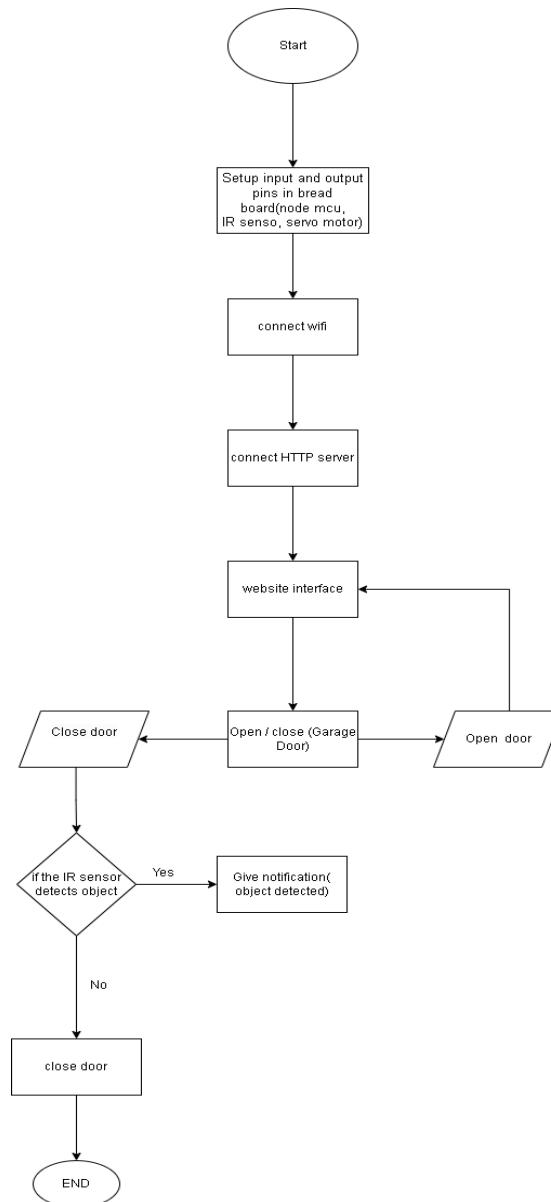 Start
Setup input and output
pins in bread
board(node mcu,
IR senso, servo motor)
connect wifi
connect HTTP server
website interface
Close door
Open / close (Garage
Door)
Open door
if the IR sensor
detects object
Yes
Give notification(
object detected)
No
close door
END